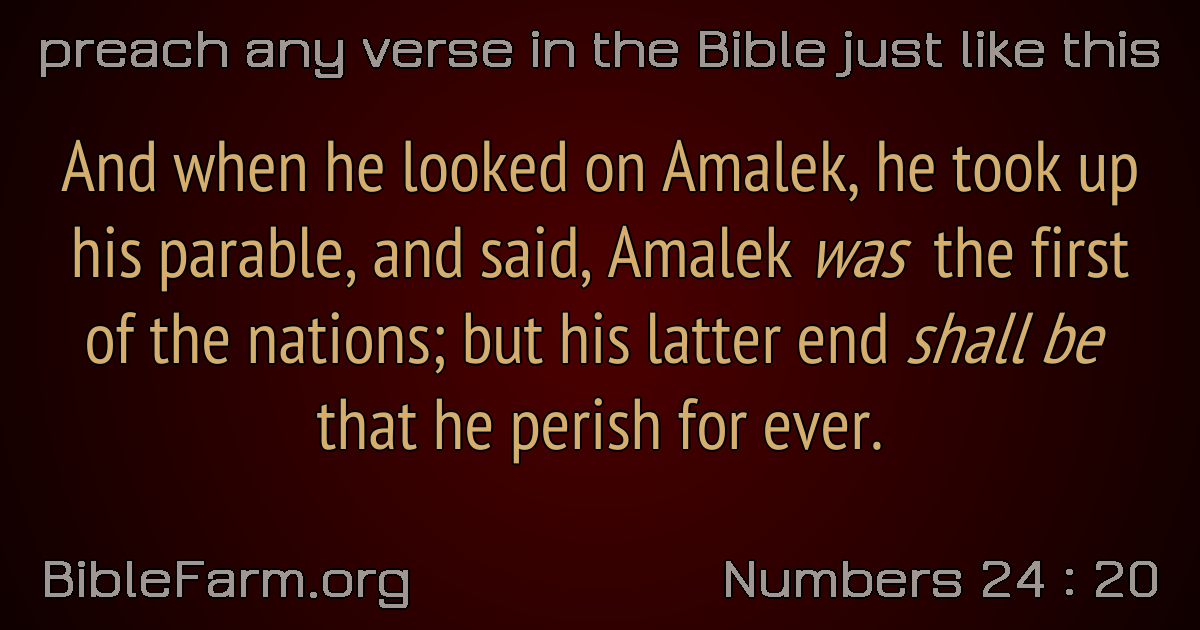 preach any verse in the Bible just like this
And when he looked on Amalek, he took up
his parable, and said, Amalek was the first
of the nations; but his latter end shall be
that he perish for ever.
BibleFarm.org
Numbers 24 : 20